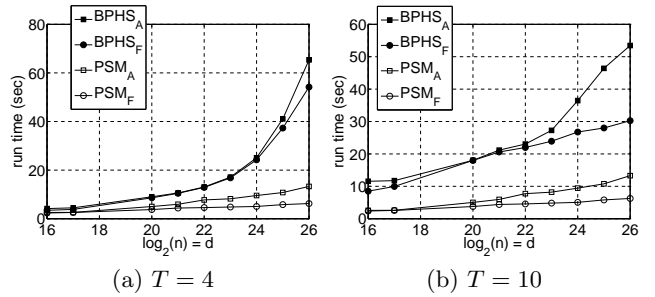 BPHS_A
BPHS_F
PSM_A
PSM_F
80
60
40
20
0
run time (sec)
16 18 20 22 24 26
log_2(n) = d
(a) T = 4
BPHS_A
BPHS_F
PSM_A
PSM_F
60
50
40
30
20
10
0
run time (sec)
16 18 20 22 24 26
log_2(n) = d
(b) T = 10